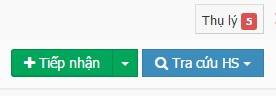 Thụ lý 5
Tiếp nhận Tra cứu HS